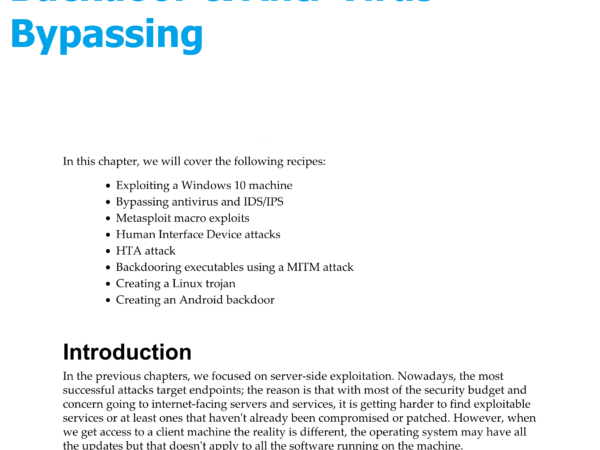 Bypassing
In this chapter, we will cover the following recipes:
• Exploiting a Windows 10 machine
• Bypassing antivirus and IDS/IPS
• Metasploit macro exploits
• Human Interface Device attacks
• HTA attack
• Backdooring executables using a MITM attack
• Creating a Linux trojan
• Creating an Android backdoor
Introduction
In the previous chapters, we focused on server-side exploitation. Nowadays, the most
successful attacks target endpoints; the reason is that with most of the security budget and
concern going to internet-facing servers and services, it is getting harder to find exploitable
services or at least ones that haven't already been compromised or patched. However, when
we get access to a client machine the reality is different, the operating system may have all
the updates but that doesn't apply to all the software running on the machine.